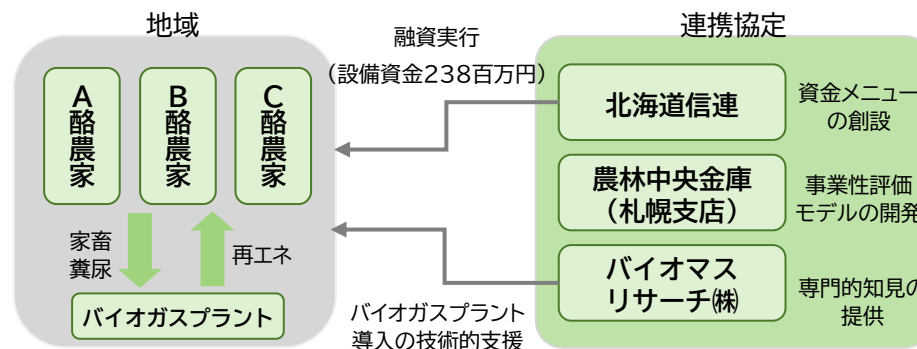 地域
A
酪
農
家
B
酪
農
家
C
酪
農
家
家畜
糞尿
再エネ
バイオガスプラント
融資実行
(設備資金238百万円)
バイオガスプラント
導入の技術的支援
連携協定
北海道信連
資金メニュー
の創設
農林中央金庫
(札幌支店)
事業性評価
モデルの開発
バイオマス
リサーチ㈱
専門的知見の
提供